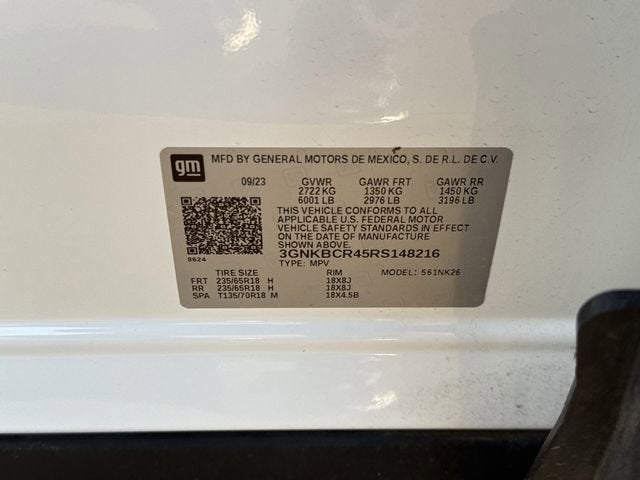 gm MFD BY GENERAL MOTORS DE MEXICO, S. DE R.L. DE C.V.
09/23 GVWR GAWR FRT GAWR RR
2722 KG 1350 KG 1450 KG
6001 LB 2976 LB 3196 LB
THIS VEHICLE CONFORMS TO ALL
APPLICABLE U.S. FEDERAL MOTOR
VEHICLE SAFETY STANDARDS IN EFFECT
ON THE DATE OF MANUFACTURE
3GNKBCR45RS148216
8624 TYPE: MPV
TIRE SIZE RIM MODEL: 561NK26
FRT 235/65R18 H 18X8J
RR 235/65R18 H 18X8J
SPA T135/70R18 M 18X4.5B